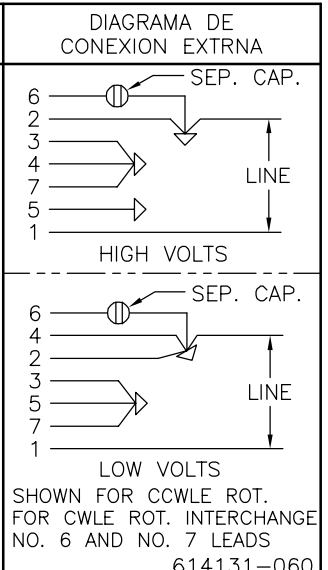 DIAGRAMA DE
CONEXION EXTRNA
SEP. CAP.
6
2
3
4
7
5
1
LINE
HIGH VOLTS
SEP. CAP.
6
4
2
3
5
7
1
LINE
LOW VOLTS
SHOWN FOR CCWLE ROT.
FOR CWLE ROT. INTERCHANGE
NO. 6 AND NO. 7 LEADS
614131-060